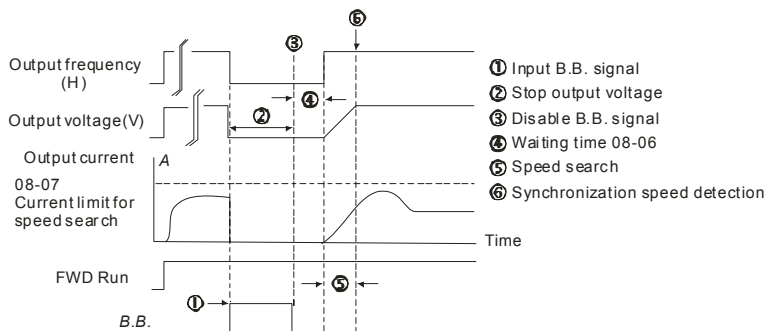 ⑥
③
Output frequency
(H)
④
Output voltage(V)
②
Output current
A
08-07
Current limit for
speed search
Time
FWD Run
⑤
①
B.B.
① Input B.B. signal
② Stop output voltage
③ Disable B.B. signal
④ Waiting time 08-06
⑤ Speed search
⑥ Synchronization speed detection